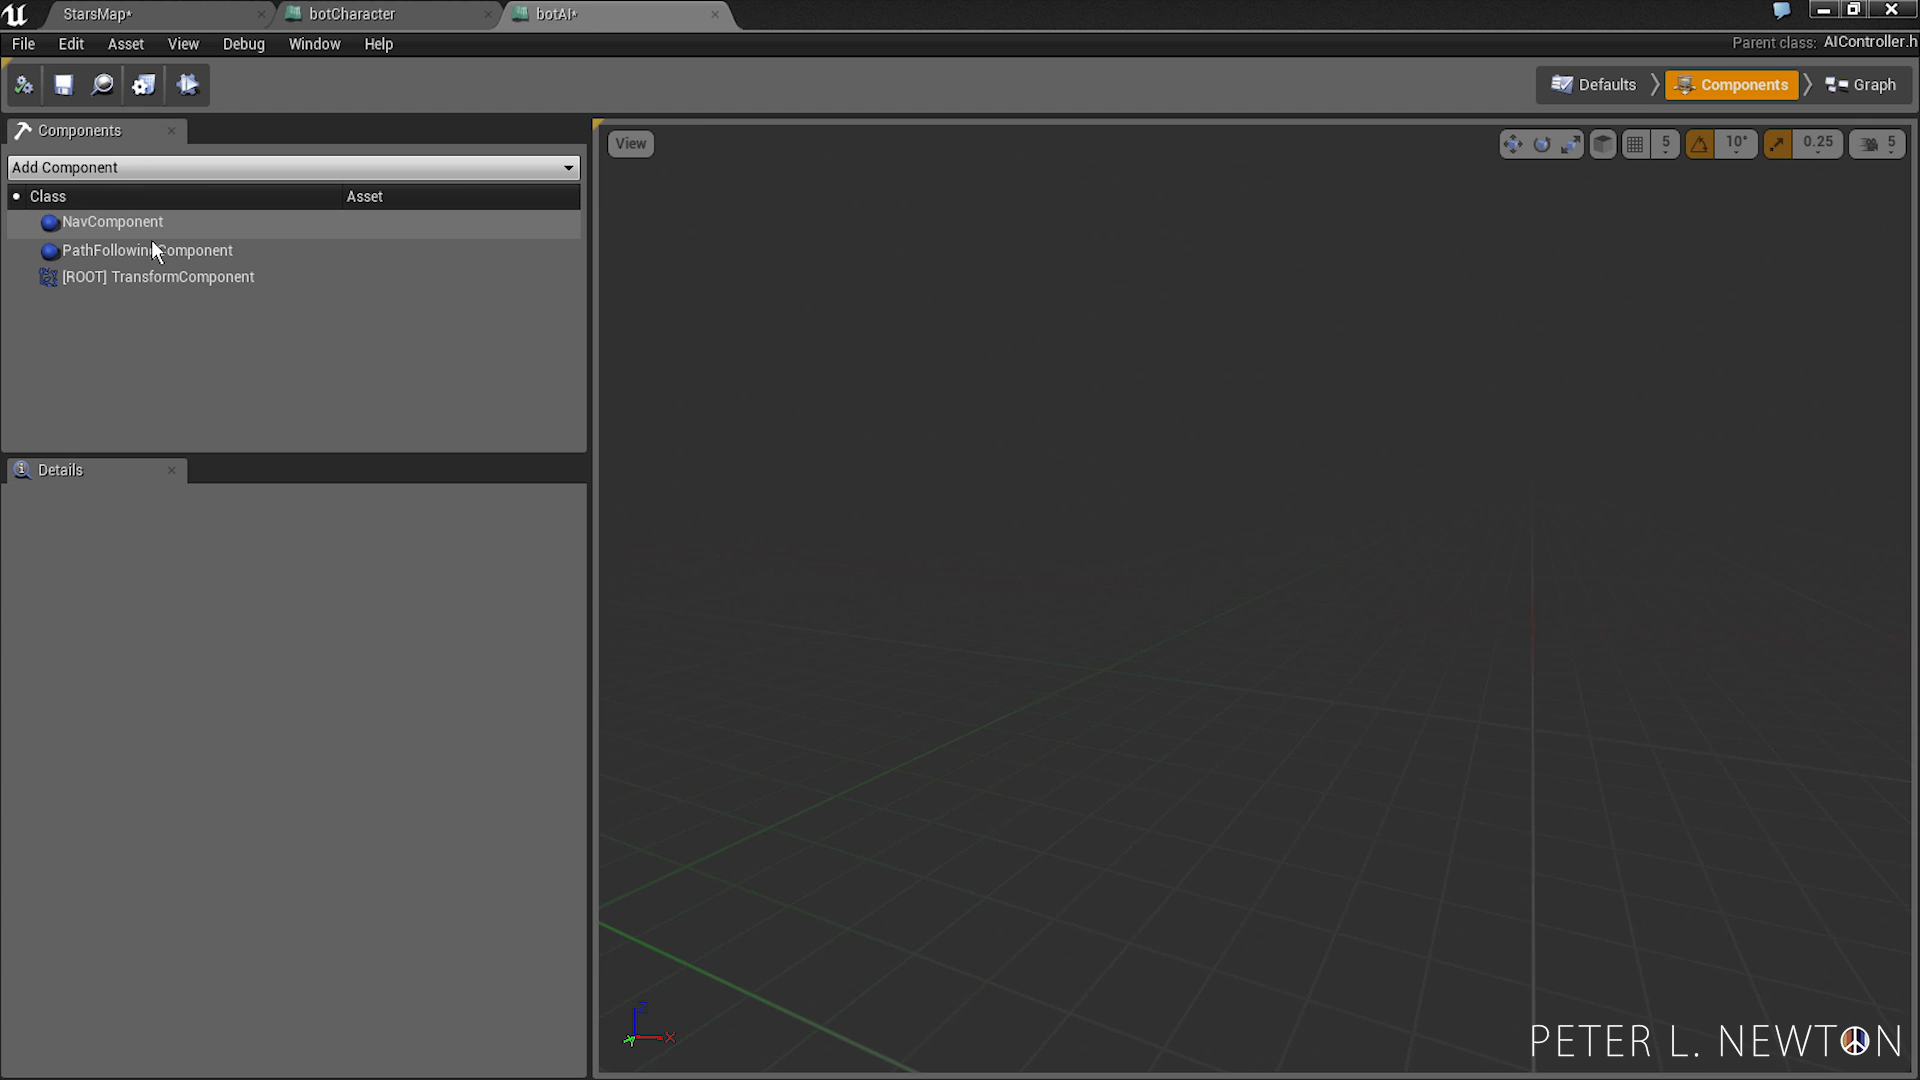 StarsMap*
botCharacter
botAI*
File Edit Asset View Debug Window Help
Parent class: AIController.h
Defaults
Components
Graph
Components
View
5
10°
0.25
5
Add Component
Class Asset
NavComponent
PathFollowingComponent
[ROOT] TransformComponent
Details
Z
X
Y
PETER L. NEWTON